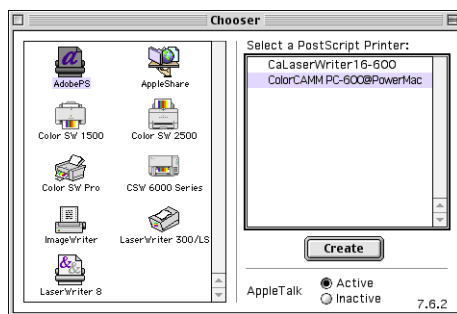 Chooser
AdobePS
AppleShare
Color SW 1500
Color SW 2500
Color SW Pro
CSW 6000 Series
ImageWriter
LaserWriter 300/LS
LaserWriter 8
Select a PostScript Printer:
CaLaserWriter16-600
ColorCAMM PC-600@PowerMac
Create
AppleTalk
Active
Inactive
7.6.2